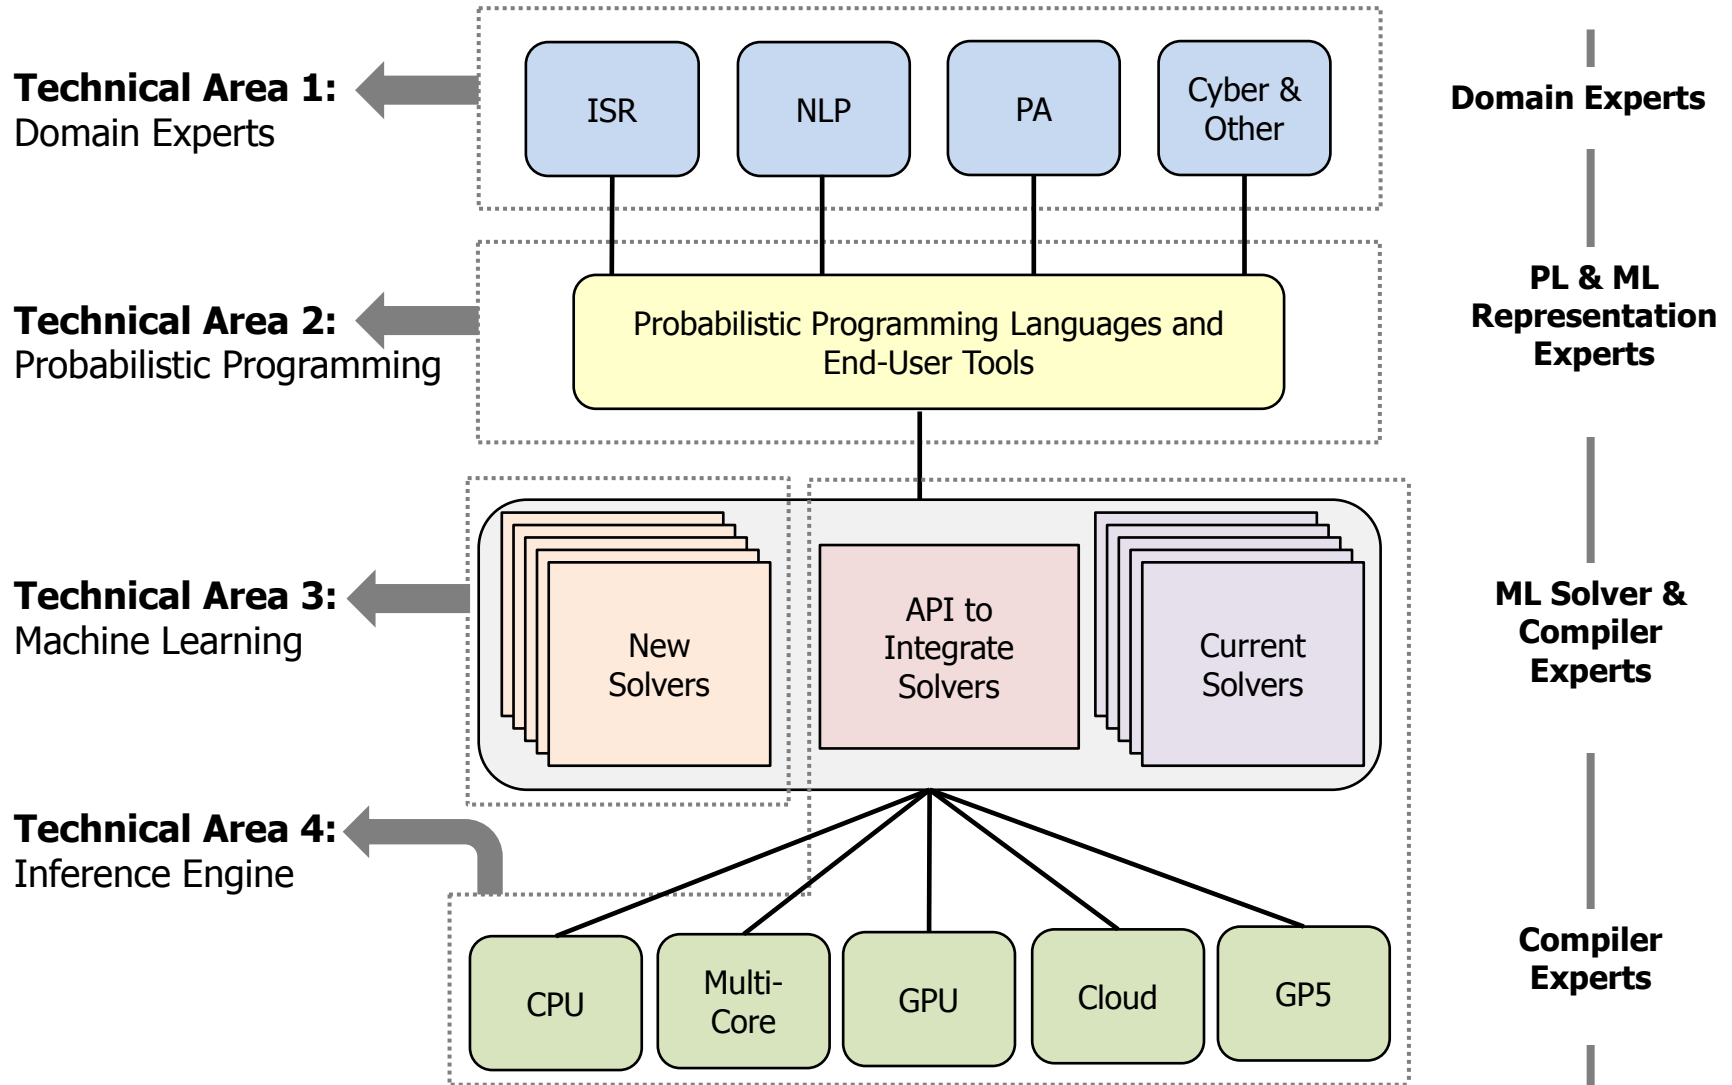 Technical Area 1:
Domain Experts
ISR
NLP
PA
Cyber &
Other
Domain Experts
Technical Area 2:
Probabilistic Programming
Probabilistic Programming Languages and
End-User Tools
PL & ML
Representation
Experts
Technical Area 3:
Machine Learning
New
Solvers
API to
Integrate
Solvers
Current
Solvers
ML Solver &
Compiler
Experts
Technical Area 4:
Inference Engine
CPU
Multi-
Core
GPU
Cloud
GP5
Compiler
Experts